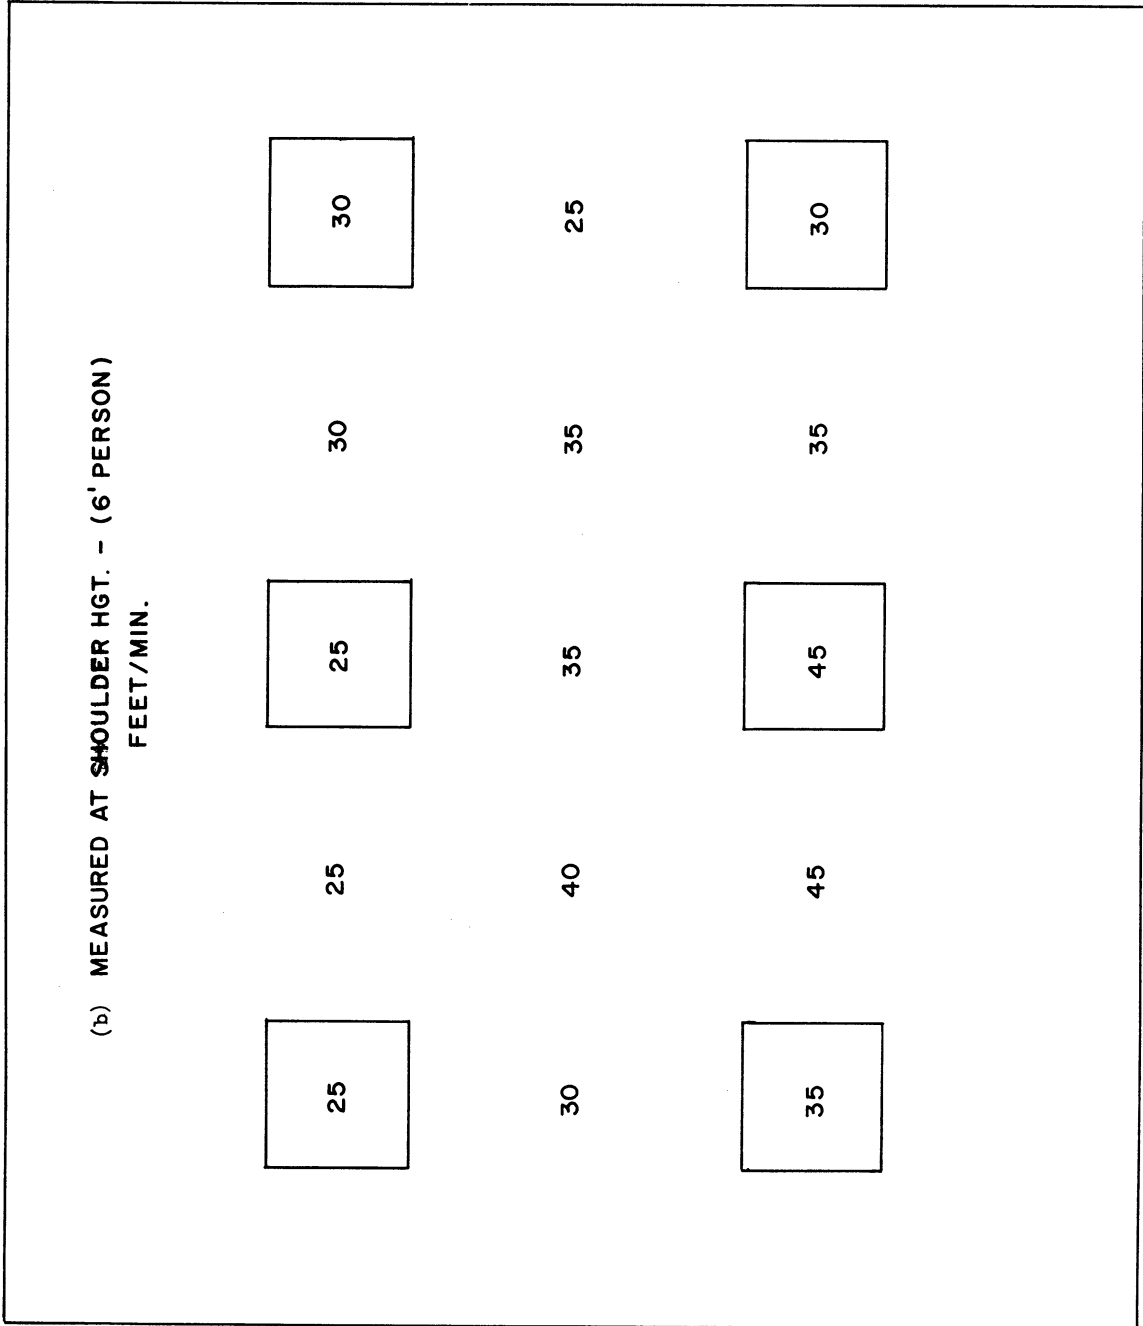 (b) MEASURED AT SHOULDER HGT. - (6' PERSON)
FEET/MIN.
25 25 25 30 30
30 40 35 35 25
35 45 45 35 30